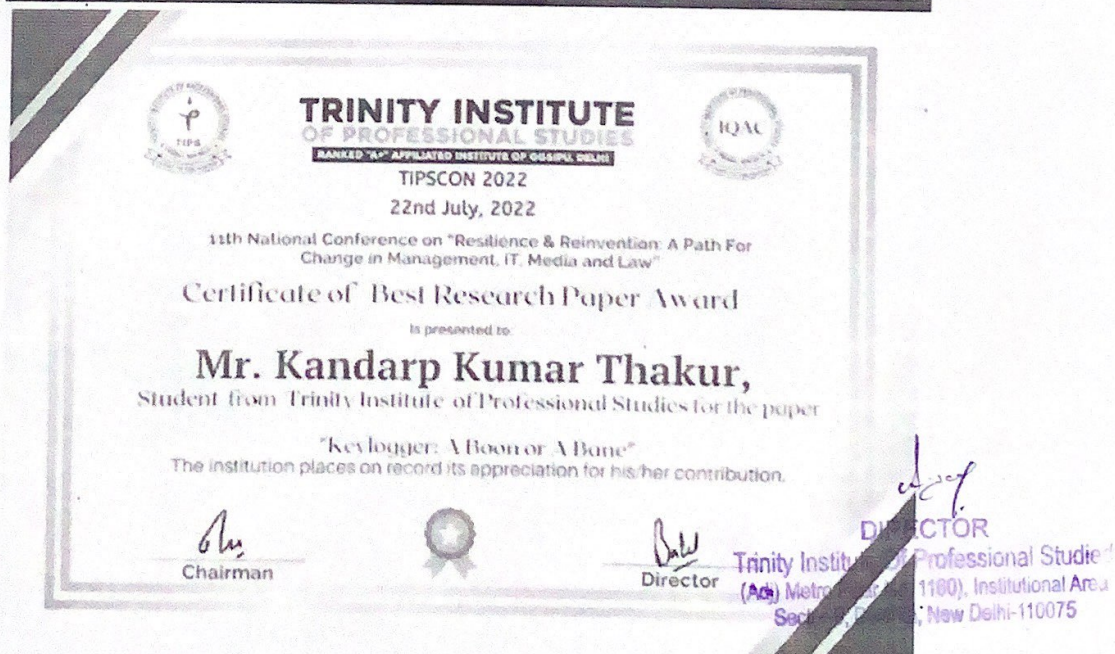 TIPS
IQAC
TRINITY INSTITUTE
OF PROFESSIONAL STUDIES
RANKED "A+" AFFILIATED INSTITUTE OF GGSIPU, DELHI
TIPSCON 2022
22nd July, 2022
11th National Conference on "Resilience & Reinvention: A Path For
Change in Management, IT, Media and Law"
Certificate of Best Research Paper Award
Is presented to
Mr. Kandarp Kumar Thakur,
Student from Trinity Institute of Professional Studies for the paper
"Keylogger: A Boon or A Bane"
The institution places on record its appreciation for his/her contribution.
Chairman
Director
DIRECTOR
Trinity Institute Of Professional Studies
(Adj) Metro 1160), Institutional Area
New Delhi-110075